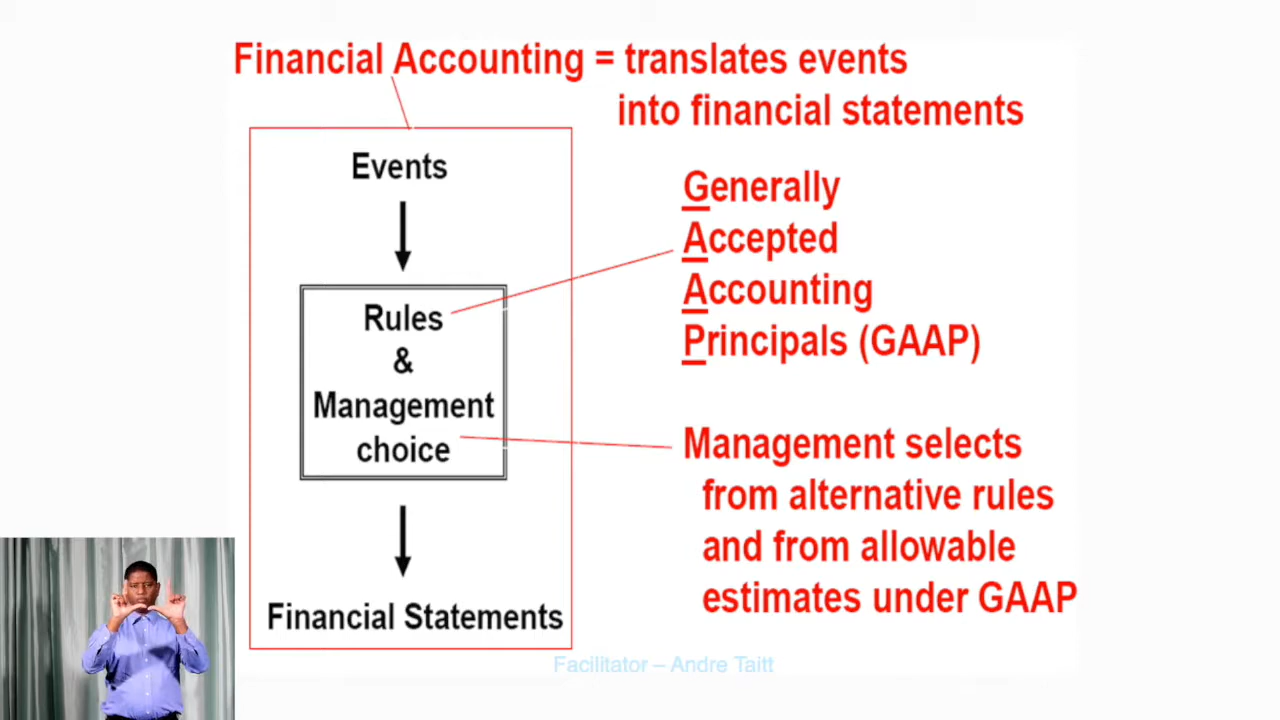 Financial Accounting = translates events
into financial statements
Events
Rules
&
Management
choice
Financial Statements
Generally
Accepted
Accounting
Principals (GAAP)
Management selects
from alternative rules
and from allowable
estimates under GAAP
Facilitator – Andre Taitt